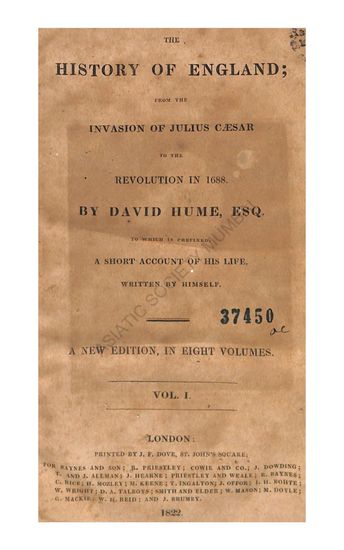 THE
HISTORY OF ENGLAND;
FROM THE
INVASION OF JULIUS CÆSAR
TO THE
REVOLUTION IN 1688.
BY DAVID HUME, ESQ.
TO WHICH IS PREFIXED,
A SHORT ACCOUNT OF HIS LIFE,
WRITTEN BY HIMSELF.
37450
A NEW EDITION, IN EIGHT VOLUMES.
VOL. I.
LONDON:
PRINTED BY J. F. DOVE, ST. JOHN'S SQUARE;
FOR BAYNES AND SON; R. PRIESTLEY; COWIE AND CO.; J. DOWDING;
T. AND J. ALLMAN; J. HEARNE; PRIESTLEY AND WEALE; R. BAYNES;
C. RICE; H. MOZLEY; M. KEENE; T. INGALTON; J. OFFOR; J. H. BOHTE;
W. WRIGHT; D. A. TALBOYS; SMITH AND ELDER; W. MASON; M. DOYLE;
G. MACKIE; W. H. REID; AND J. BRUMBY.
1822.
ASIATIC SOCIETY MUMBAI